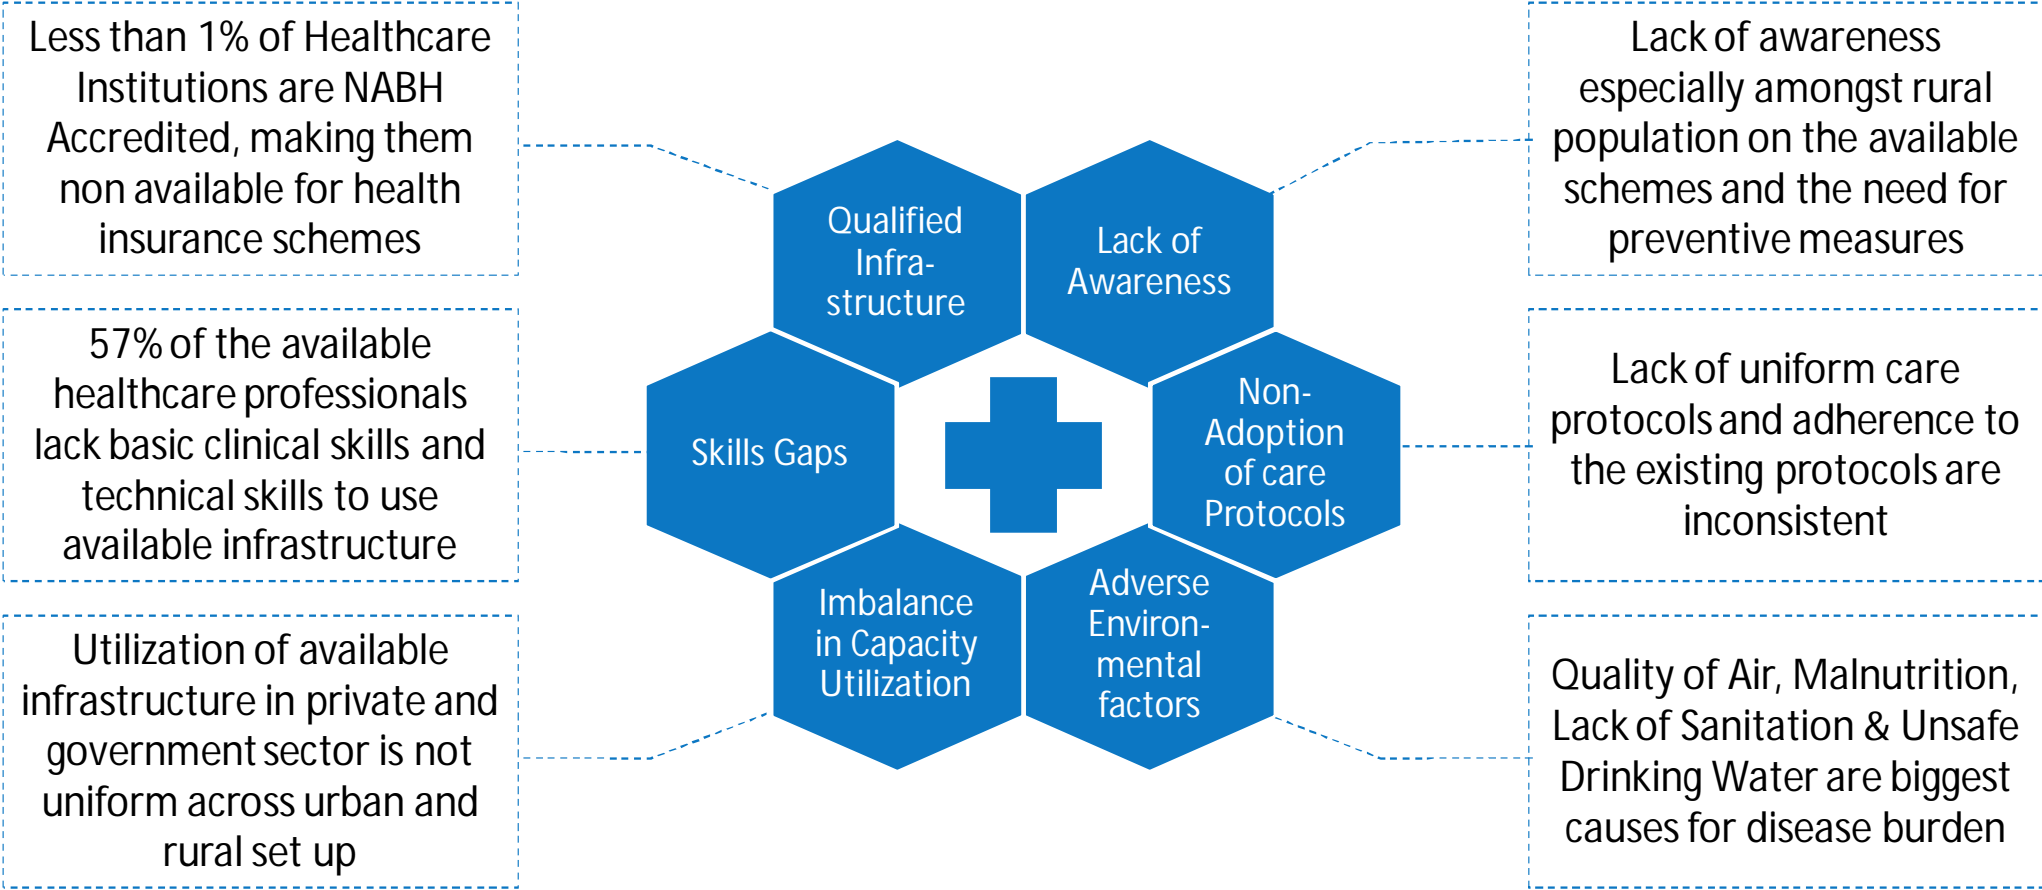 Less than 1% of Healthcare
Institutions are NABH
Accredited, making them
non available for health
insurance schemes
57% of the available
healthcare professionals
lack basic clinical skills and
technical skills to use
available infrastructure
Utilization of available
infrastructure in private and
government sector is not
uniform across urban and
rural set up
Qualified
Infra-
structure
Lack of
Awareness
Skills Gaps
Non-
Adoption
of care
Protocols
Imbalance
in Capacity
Utilization
Adverse
Environ-
mental
factors
Lack of awareness
especially amongst rural
population on the available
schemes and the need for
preventive measures
Lack of uniform care
protocols and adherence to
the existing protocols are
inconsistent
Quality of Air, Malnutrition,
Lack of Sanitation & Unsafe
Drinking Water are biggest
causes for disease burden